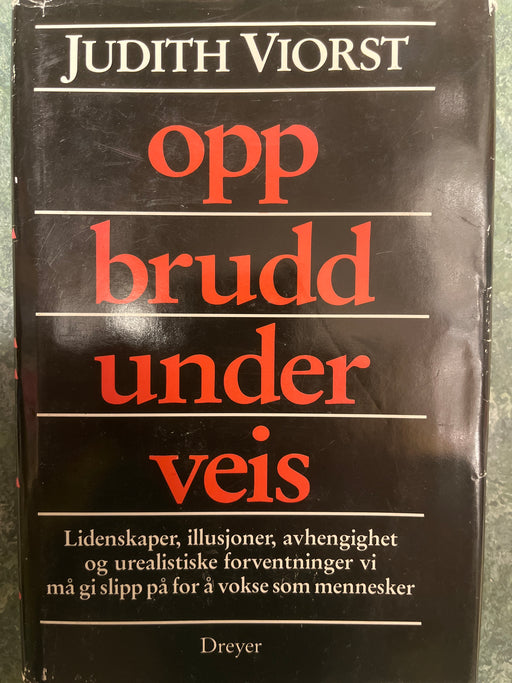 JUDITH VIORST
opp
brudd
under
veis
Lidenskaper, illusjoner, avhengighet
og urealistiske forventninger vi
må gi slipp på for å vokse som mennesker
Dreyer